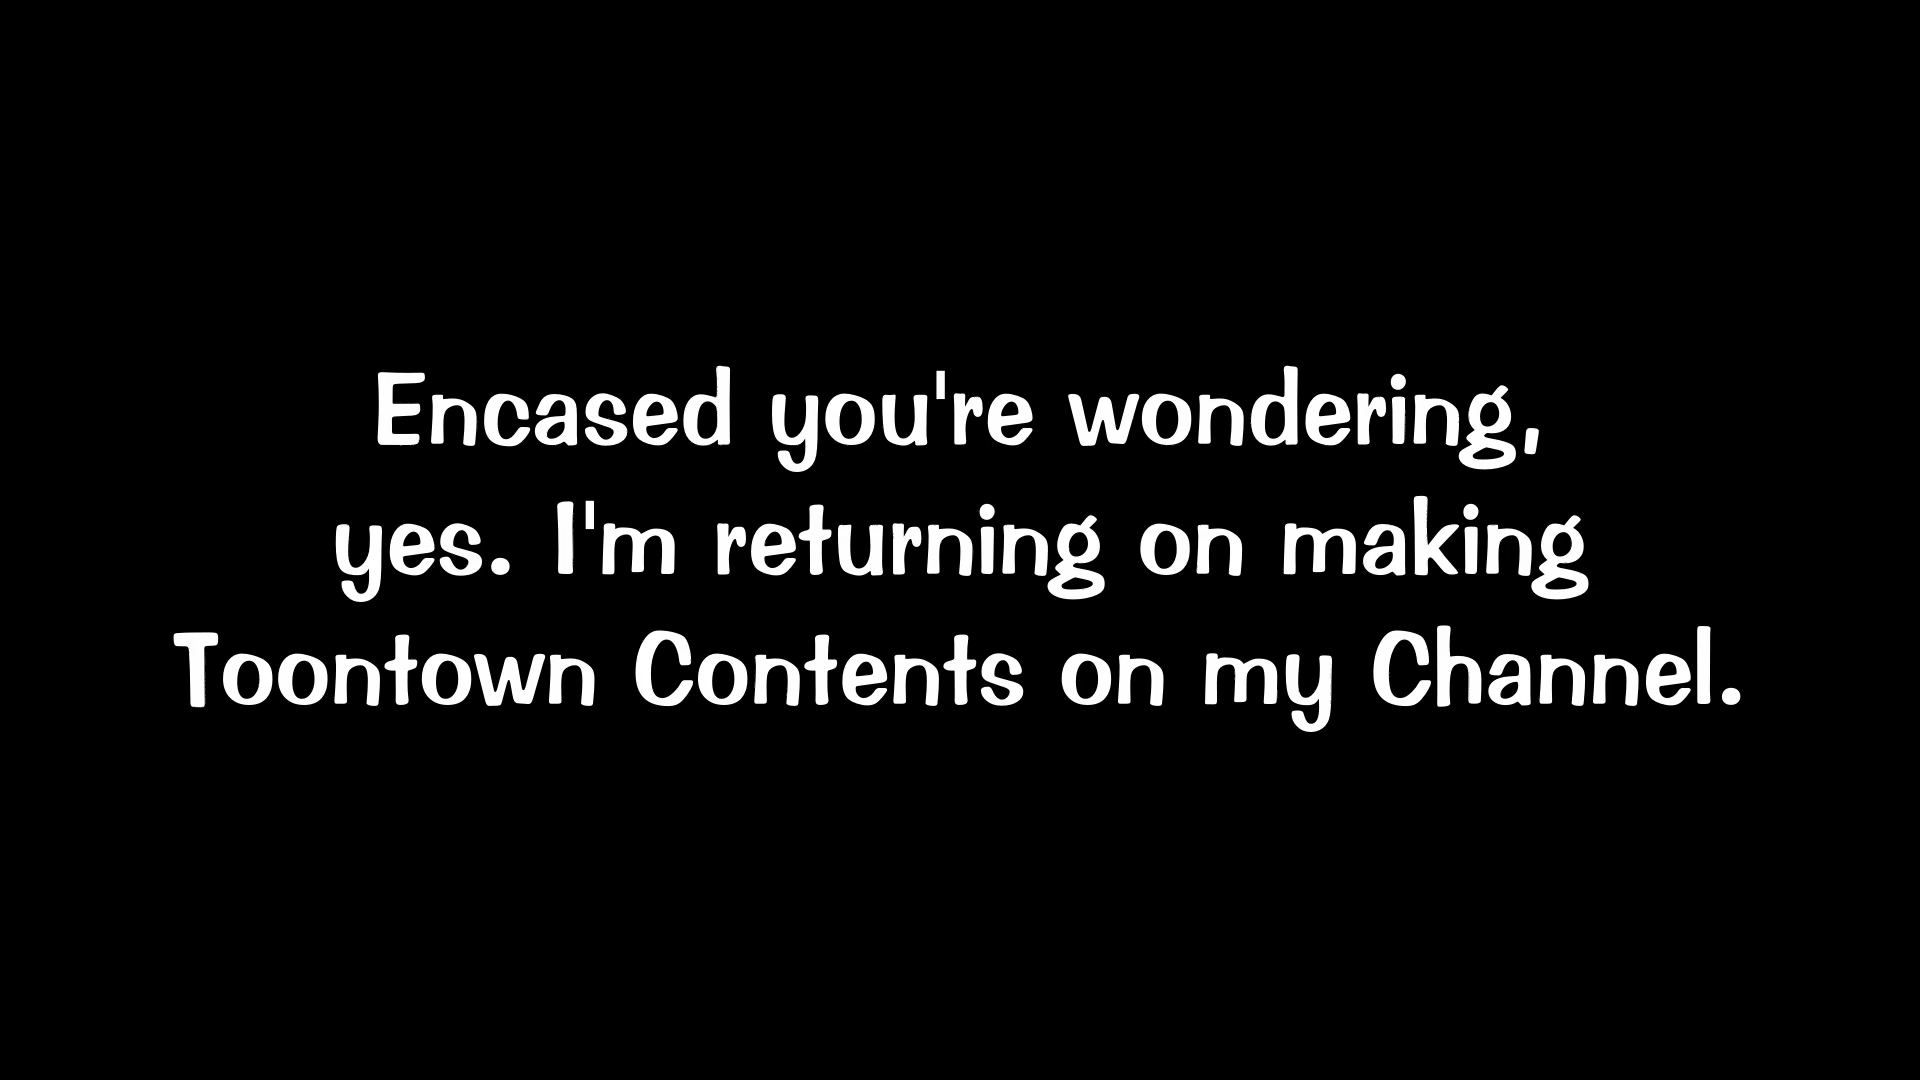 Encased you're wondering,
yes. I'm returning on making
Toontown Contents on my Channel.